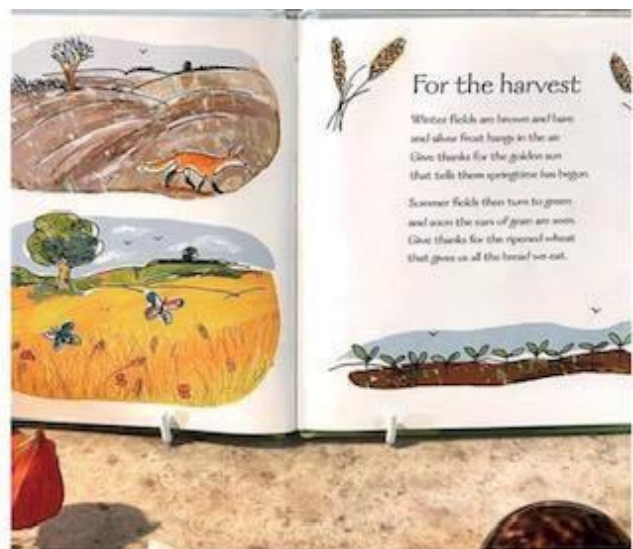 For the harvest
Winter fields are brown and bare
and silver frost hangs in the air.
Give thanks for the golden sun
that tells them springtime has begun.
Summer fields then turn to green
and soon the ears of grain are seen.
Give thanks for the ripened wheat
that gives us all the bread we eat.